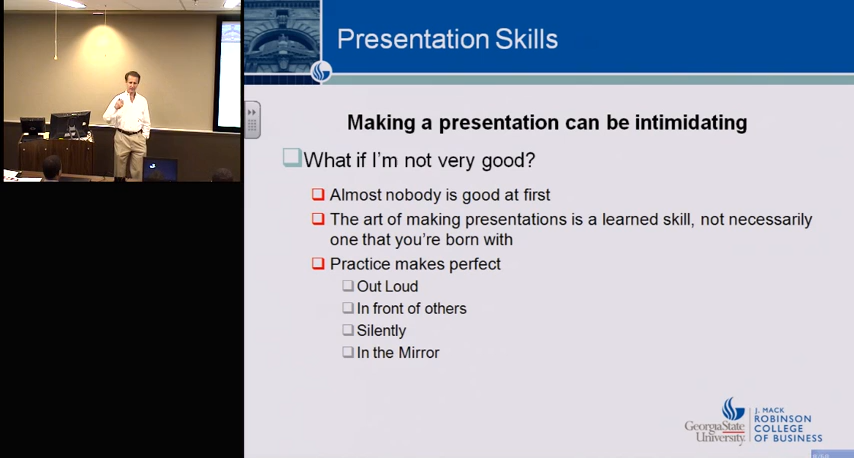 Presentation Skills
Making a presentation can be intimidating
What if I'm not very good?
Almost nobody is good at first
The art of making presentations is a learned skill, not necessarily
one that you're born with
Practice makes perfect
Out Loud
In front of others
Silently
In the Mirror
GeorgiaState
University
J. MACK
ROBINSON
COLLEGE
OF BUSINESS